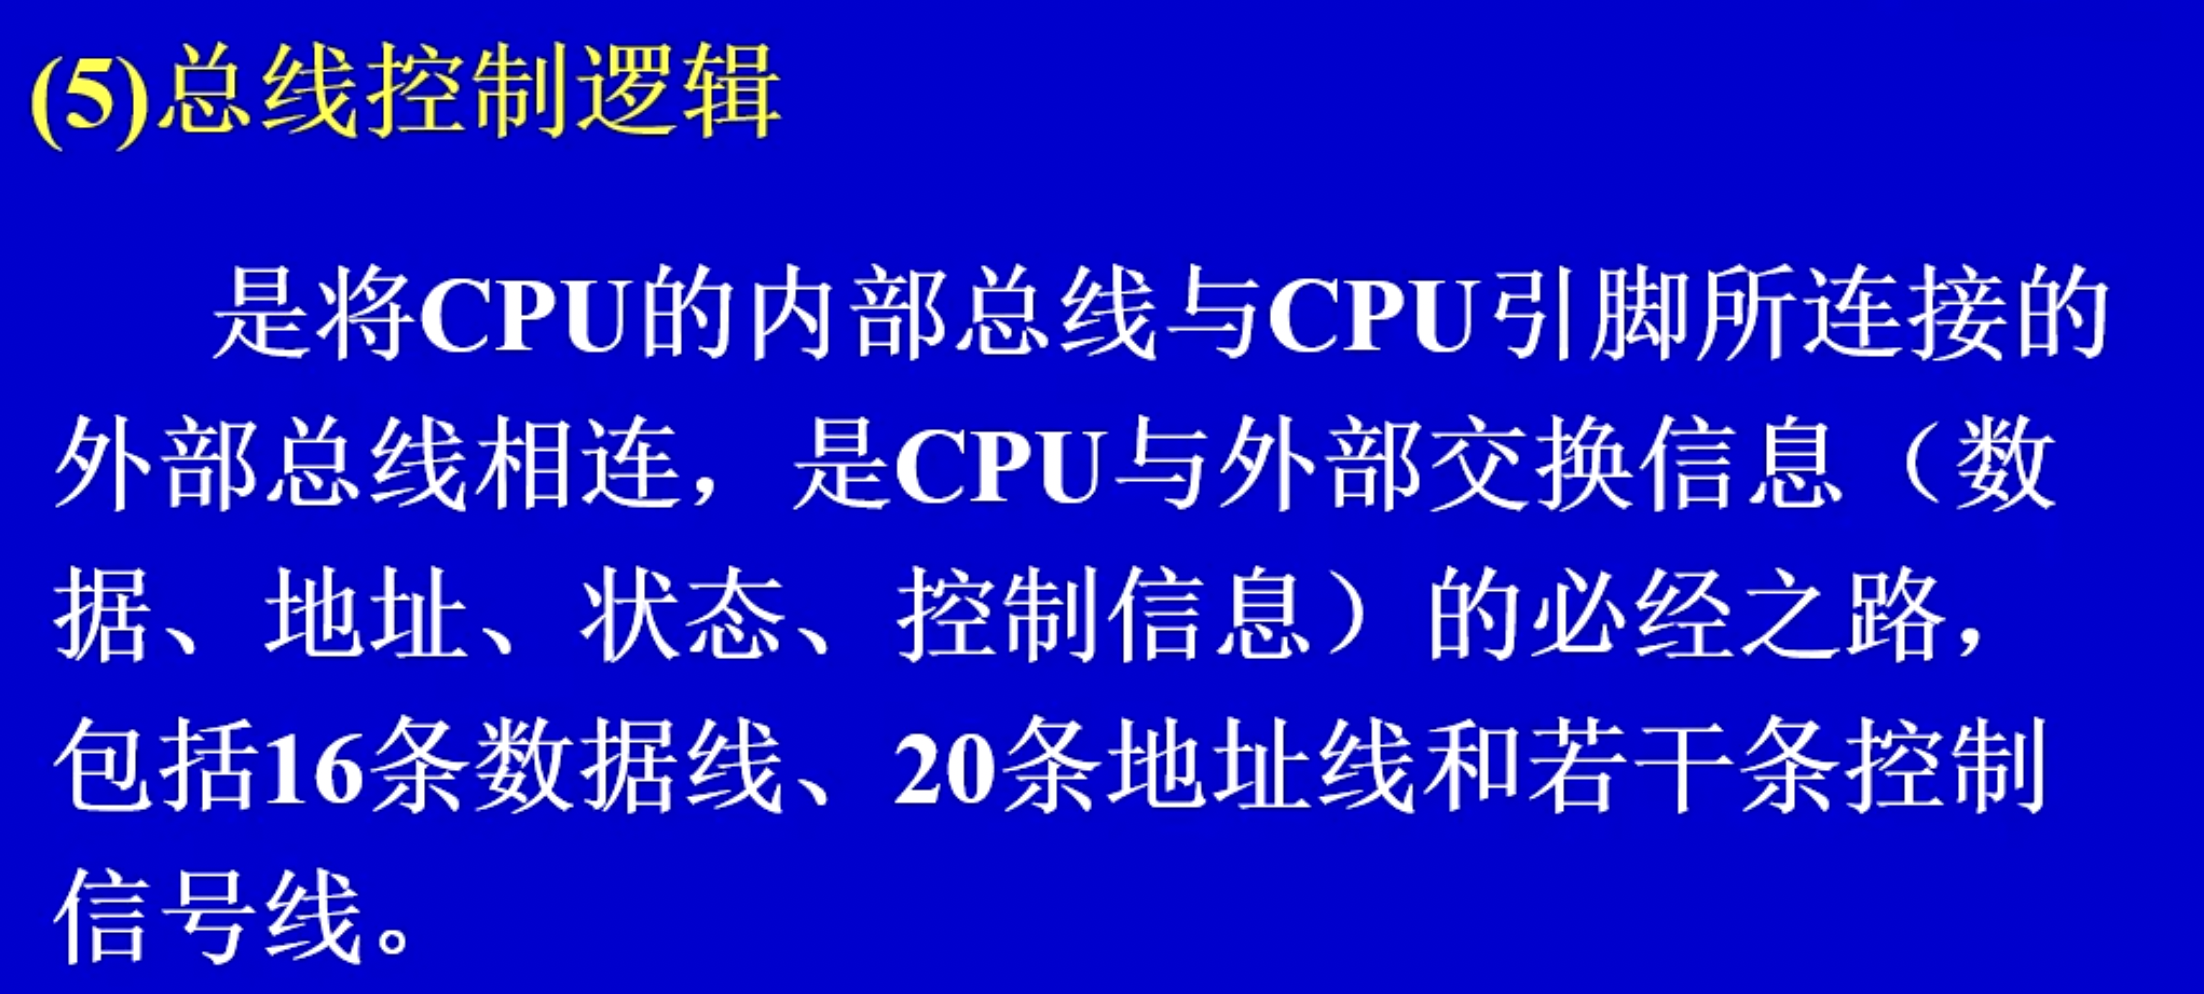 (5)总线控制逻辑
是将CPU的内部总线与CPU引脚所连接的
外部总线相连，是CPU与外部交换信息（数
据、地址、状态、控制信息）的必经之路，
包括16条数据线、20条地址线和若干条控制
信号线。